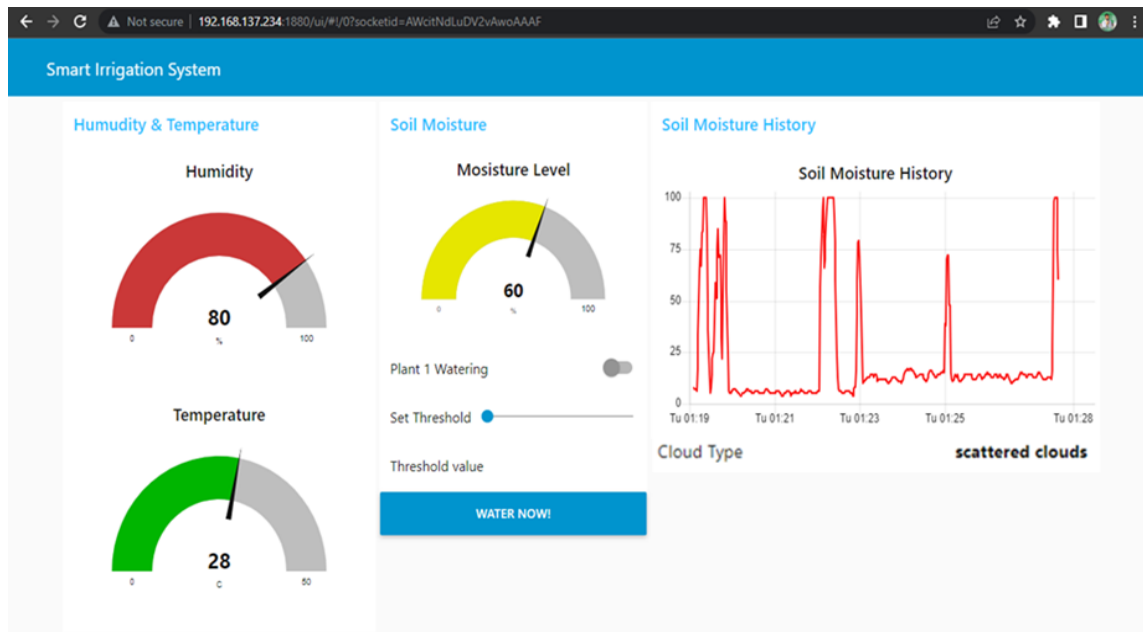 Not secure | 192.168.137.234:1880/ui/#!/0?socketid=AWcitNdLuDV2vAwoAAAF
Smart Irrigation System
Humudity & Temperature
Humidity
80
%
0
100
Temperature
28
C
0
50
Soil Moisture
Mosisture Level
60
%
0
100
Plant 1 Watering
Set Threshold
Threshold value
WATER NOW!
Soil Moisture History
Soil Moisture History
100
75
50
25
0
Tu 01:19 Tu 01:21 Tu 01:23 Tu 01:25 Tu 01:28
Cloud Type scattered clouds